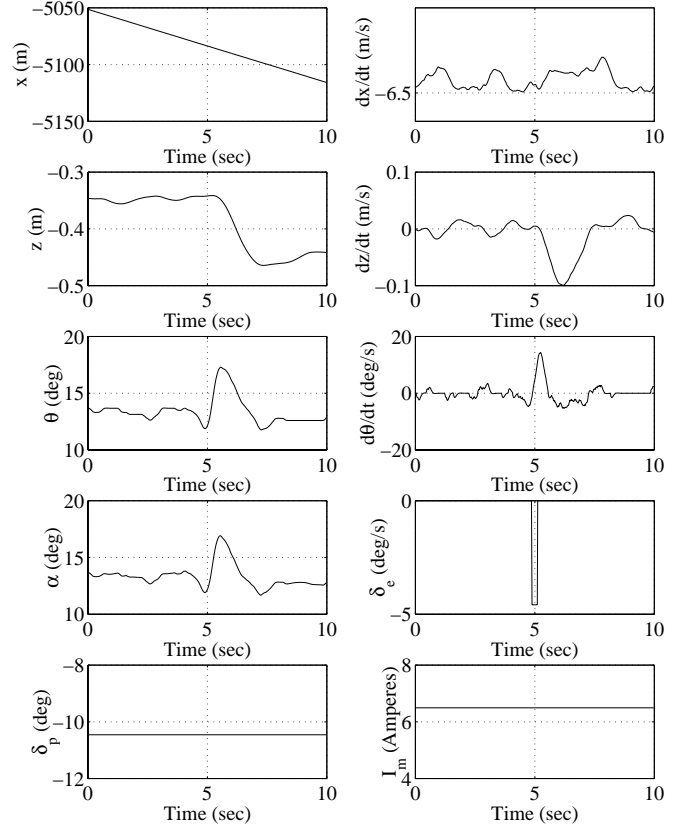 −5050
−5100
−5150
x (m)
0 5 10
Time (sec)
−6.5
dx/dt (m/s)
0 5 10
Time (sec)
−0.3
−0.4
−0.5
z (m)
0 5 10
Time (sec)
0.1
0
−0.1
dz/dt (m/s)
0 5 10
Time (sec)
20
15
10
θ (deg)
0 5 10
Time (sec)
20
0
−20
dθ/dt (deg/s)
0 5 10
Time (sec)
20
15
10
α (deg)
0 5 10
Time (sec)
0
−5
δ_e (deg/s)
0 5 10
Time (sec)
−8
−10
−12
δ_p (deg)
0 5 10
Time (sec)
8
6
4
I_m (Amperes)
0 5 10
Time (sec)